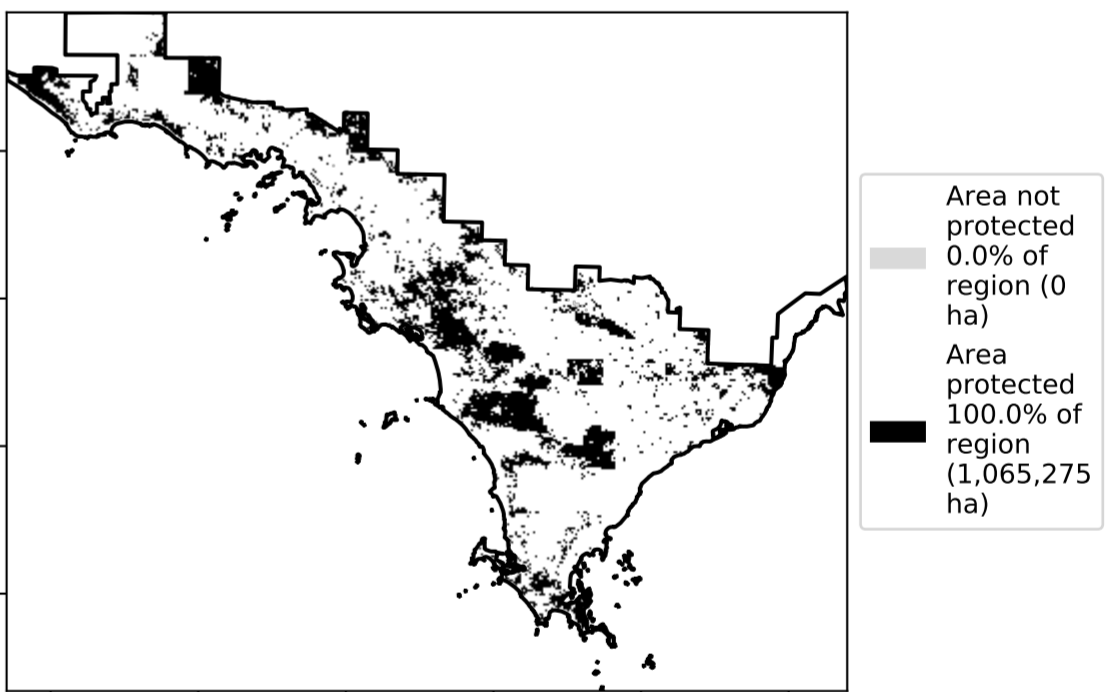 Area not
protected
0.0% of
region (0
ha)
Area
protected
100.0% of
region
(1,065,275
ha)